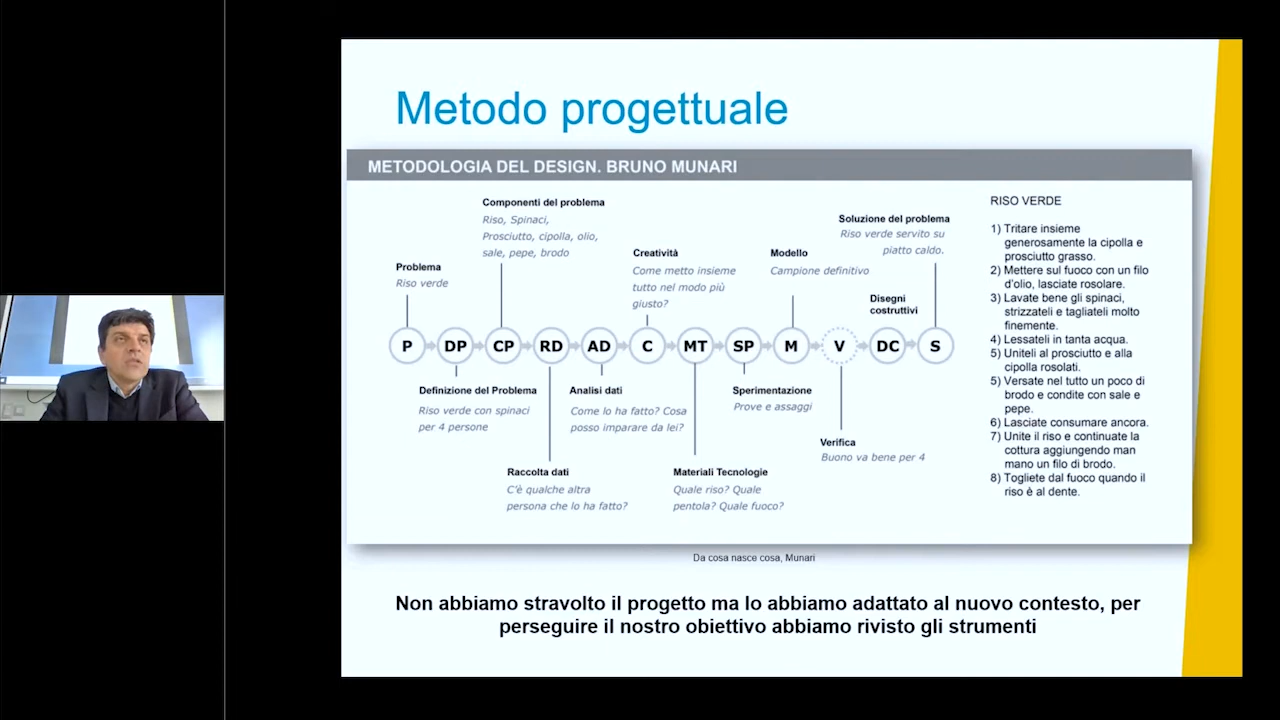 Metodo progettuale
METODOLOGIA DEL DESIGN. BRUNO MUNARI
Componenti del problema
Riso, Spinaci,
Prosciutto, cipolla, olio,
sale, pepe, brodo
Problema
Riso verde
Creatività
Come metto insieme
tutto nel modo più
giusto?
Modello
Campione definitivo
Soluzione del problema
Riso verde servito su
piatto caldo.
Disegni
costruttivi
P DP CP RD AD C MT SP M V DC S
Definizione del Problema
Riso verde con spinaci
per 4 persone
Analisi dati
Come lo ha fatto? Cosa
posso imparare da lei?
Sperimentazione
Prove e assaggi
Verifica
Buono va bene per 4
Raccolta dati
C'è qualche altra
persona che lo ha fatto?
Materiali Tecnologie
Quale riso? Quale
pentola? Quale fuoco?
RISO VERDE
1) Tritare insieme
generosamente la cipolla e
prosciutto grasso.
2) Mettere sul fuoco con un filo
d'olio, lasciate rosolare.
3) Lavate bene gli spinaci,
strizzateli e tagliateli molto
finemente.
4) Lessateli in tanta acqua.
5) Uniteli al prosciutto e alla
cipolla rosolati.
5) Versate nel tutto un poco di
brodo e condite con sale e
pepe.
6) Lasciate consumare ancora.
7) Unite il riso e continuate la
cottura aggiungendo man
mano un filo di brodo.
8) Togliete dal fuoco quando il
riso è al dente.
Da cosa nasce cosa, Munari
Non abbiamo stravolto il progetto ma lo abbiamo adattato al nuovo contesto, per
perseguire il nostro obiettivo abbiamo rivisto gli strumenti